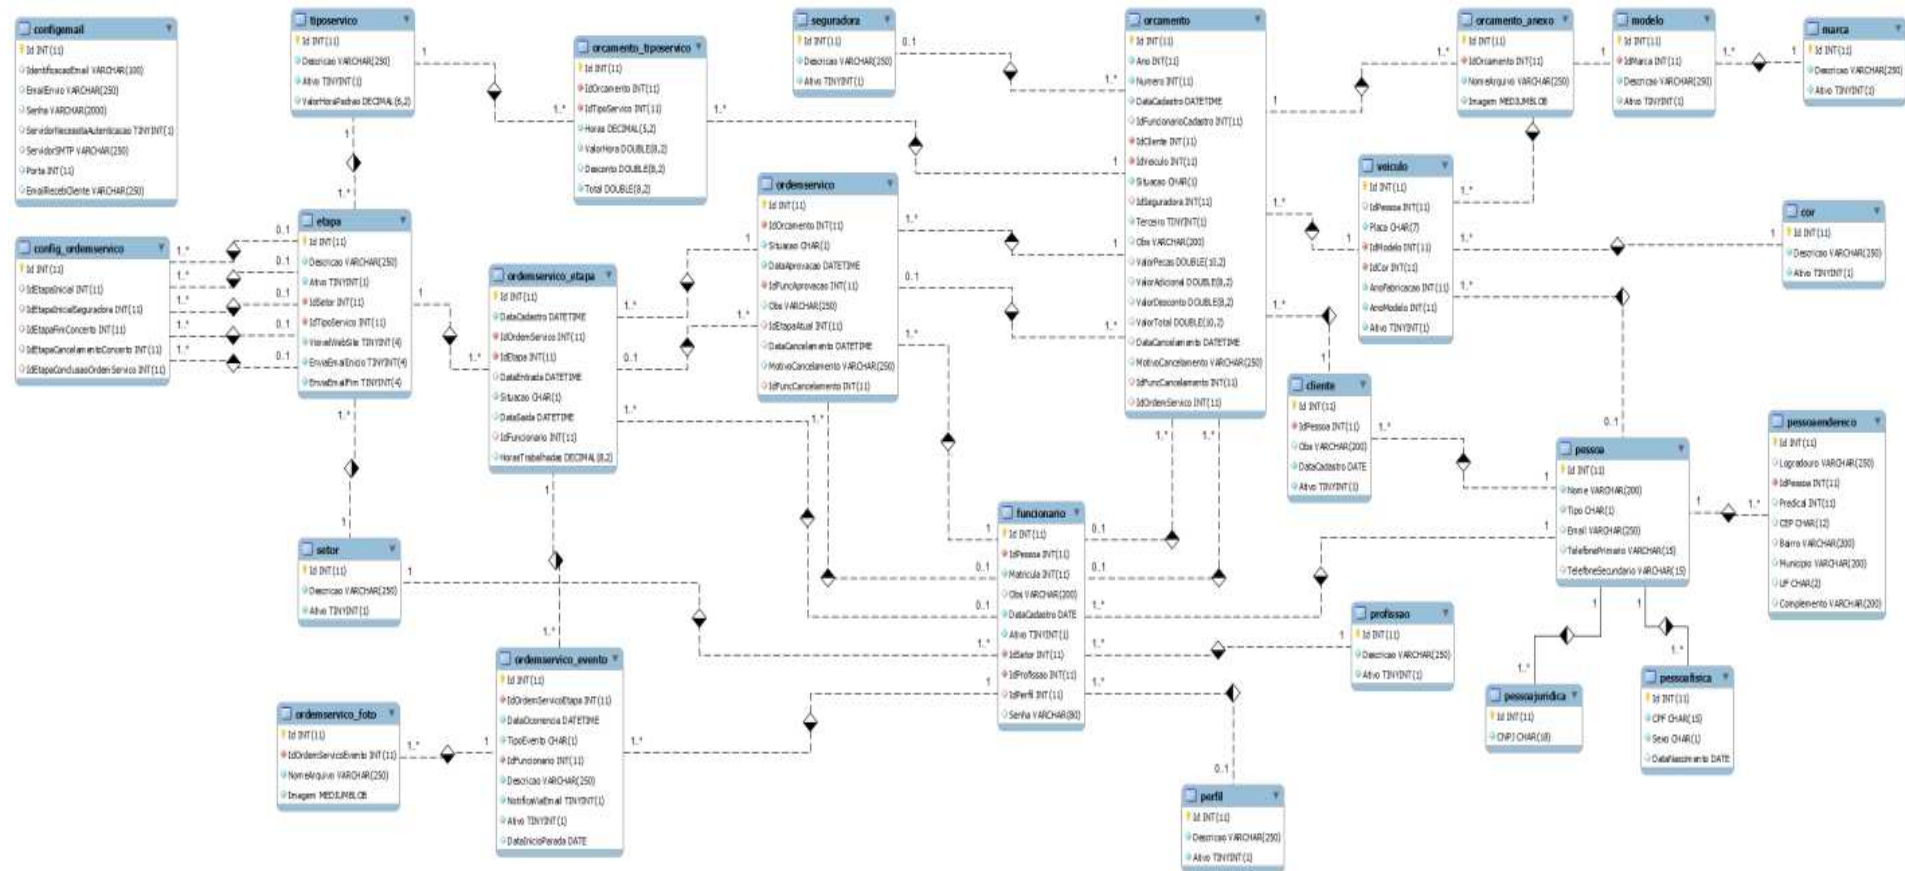 configemail
Id INT(11)
IdentificacaoEmail VARCHAR(100)
EmailEnvio VARCHAR(250)
Senha VARCHAR(2000)
ServidorNecessitaAutenticacao TINYINT(1)
ServidorSMTP VARCHAR(250)
Porta INT(11)
EmailRecebCliente VARCHAR(250)
tiposervico
Id INT(11)
Descricao VARCHAR(250)
Ativo TINYINT(1)
ValorHoraPadrao DECIMAL(6,2)
orcamento_tiposervico
Id INT(11)
IdOrcamento INT(11)
IdTipoServico INT(11)
Horas DECIMAL(5,2)
ValorHora DOUBLE(8,2)
Desconto DOUBLE(8,2)
Total DOUBLE(8,2)
seguradora
Id INT(11)
Descricao VARCHAR(250)
Ativo TINYINT(1)
orcamento
Id INT(11)
Ano INT(11)
Numero INT(11)
DataCadastro DATETIME
IdFuncionarioCadastro INT(11)
IdCliente INT(11)
IdVeiculo INT(11)
Situacao CHAR(1)
IdSeguradora INT(11)
Terceiro TINYINT(1)
Obs VARCHAR(200)
ValorPecas DOUBLE(10,2)
ValorAdicional DOUBLE(8,2)
ValorDesconto DOUBLE(8,2)
ValorTotal DOUBLE(10,2)
DataCancelamento DATETIME
MotivoCancelamento VARCHAR(250)
IdFuncCancelamento INT(11)
IdOrdemServico INT(11)
orcamento_anexo
Id INT(11)
IdOrcamento INT(11)
NomeArquivo VARCHAR(250)
Imagem MEDIUMBLOB
modelo
Id INT(11)
IdMarca INT(11)
Descricao VARCHAR(250)
Ativo TINYINT(1)
marca
Id INT(11)
Descricao VARCHAR(250)
Ativo TINYINT(1)
config_ordemservico
Id INT(11)
IdEtapaInicial INT(11)
IdEtapaInicialSeguradora INT(11)
IdEtapaFimConcerto INT(11)
IdEtapaCancelamentoConcerto INT(11)
IdEtapaConclusaoOrdemServico INT(11)
etapa
Id INT(11)
Descricao VARCHAR(250)
Ativo TINYINT(1)
IdSetor INT(11)
IdTipoServico INT(11)
VisivelWebSite TINYINT(4)
EnviaEmailInicio TINYINT(4)
EnviaEmailFim TINYINT(4)
ordemservico_etapa
Id INT(11)
DataCadastro DATETIME
IdOrdemServico INT(11)
IdEtapa INT(11)
DataEntrada DATETIME
Situacao CHAR(1)
DataSaida DATETIME
IdFuncionario INT(11)
HorasTrabalhadas DECIMAL(8,2)
ordemservico
Id INT(11)
IdOrcamento INT(11)
Situacao CHAR(1)
DataAprovacao DATETIME
IdFuncAprovacao INT(11)
Obs VARCHAR(250)
IdEtapaAtual INT(11)
DataCancelamento DATETIME
MotivoCancelamento VARCHAR(250)
IdFuncCancelamento INT(11)
veiculo
Id INT(11)
IdPessoa INT(11)
Placa CHAR(7)
IdModelo INT(11)
IdCor INT(11)
AnoFabricacao INT(11)
AnoModelo INT(11)
Ativo TINYINT(1)
cor
Id INT(11)
Descricao VARCHAR(250)
Ativo TINYINT(1)
cliente
Id INT(11)
IdPessoa INT(11)
Obs VARCHAR(200)
DataCadastro DATE
Ativo TINYINT(1)
pessoa
Id INT(11)
Nome VARCHAR(200)
Tipo CHAR(1)
Email VARCHAR(250)
TelefonePrimario VARCHAR(15)
TelefoneSecundario VARCHAR(15)
pessoaendereco
Id INT(11)
Logradouro VARCHAR(250)
IdPessoa INT(11)
Predical INT(11)
CEP CHAR(12)
Bairro VARCHAR(200)
Municipio VARCHAR(200)
UF CHAR(2)
Complemento VARCHAR(200)
setor
Id INT(11)
Descricao VARCHAR(250)
Ativo TINYINT(1)
funcionario
Id INT(11)
IdPessoa INT(11)
Matricula INT(11)
Obs VARCHAR(200)
DataCadastro DATE
Ativo TINYINT(1)
IdSetor INT(11)
IdProfissao INT(11)
IdPerfil INT(11)
Senha VARCHAR(80)
profissao
Id INT(11)
Descricao VARCHAR(250)
Ativo TINYINT(1)
ordemservico_foto
Id INT(11)
IdOrdemServicoEvento INT(11)
NomeArquivo VARCHAR(250)
Imagem MEDIUMBLOB
ordemservico_evento
Id INT(11)
IdOrdemServicoEtapa INT(11)
DataOcorrencia DATETIME
TipoEvento CHAR(1)
IdFuncionario INT(11)
Descricao VARCHAR(250)
NotificaViaEmail TINYINT(1)
Ativo TINYINT(1)
DataInicioParada DATE
pessoajuridica
Id INT(11)
CNPJ CHAR(18)
pessoafisica
Id INT(11)
CPF CHAR(15)
Sexo CHAR(1)
DataNascimento DATE
perfil
Id INT(11)
Descricao VARCHAR(250)
Ativo TINYINT(1)